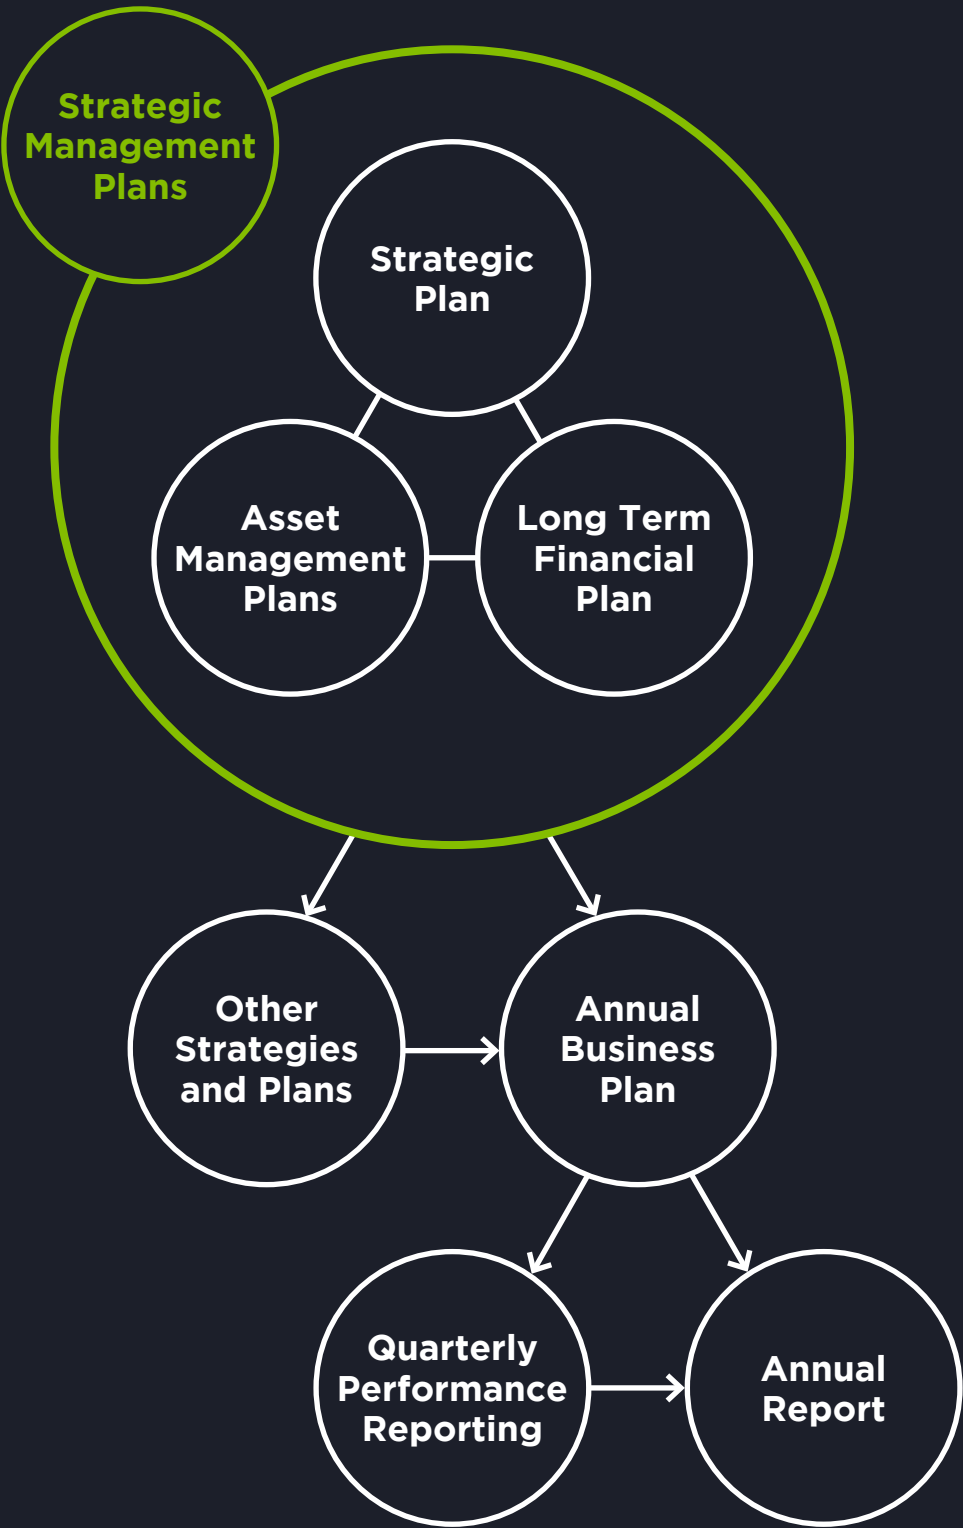 Strategic
Management
Plans
Strategic
Plan
Asset
Management
Plans
Long Term
Financial
Plan
Other
Strategies
and Plans
Annual
Business
Plan
Quarterly
Performance
Reporting
Annual
Report